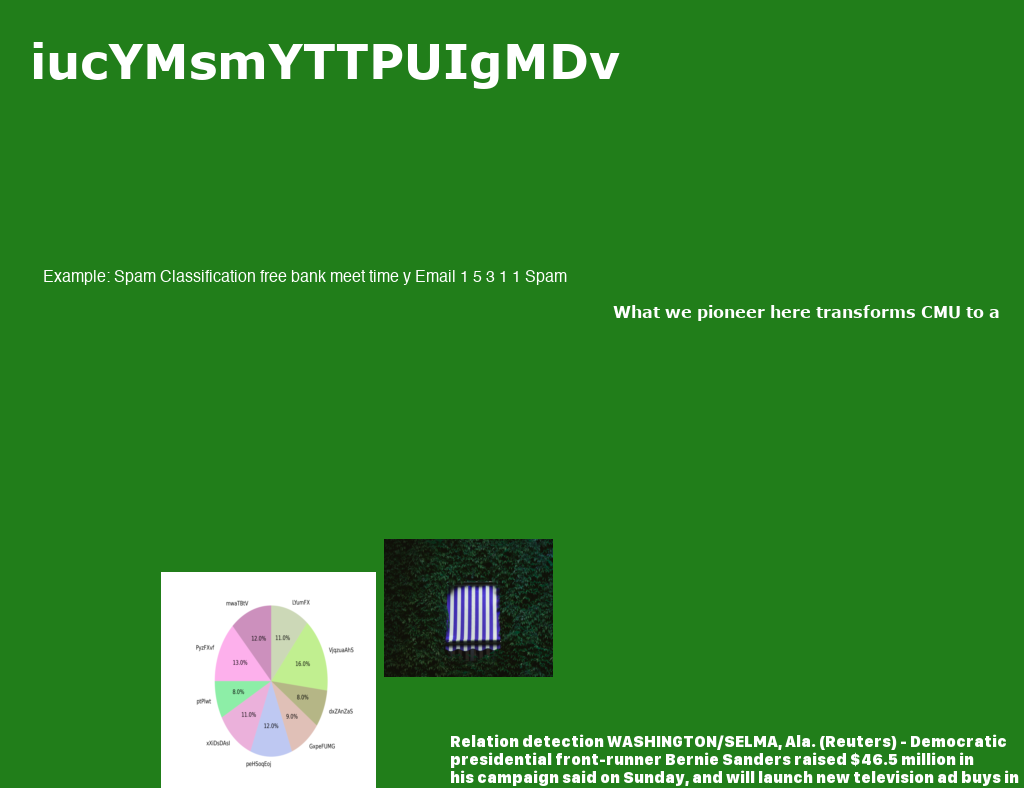 iucYMsmYTTPUIgMDv
Example: Spam Classification free bank meet time y Email 1 5 3 1 1 Spam
What we pioneer here transforms CMU to a
mwaTBtV
LYumFX
PyzFXvf
VjqzuaAhS
12.0%
11.0%
13.0%
16.0%
8.0%
8.0%
11.0%
9.0%
12.0%
ptPlwt
dxZAnZaS
xXiDsDAsl
GxpeFUMG
peHSoqEoj
Relation detection WASHINGTON/SELMA, Ala. (Reuters) - Democratic
presidential front-runner Bernie Sanders raised $46.5 million in
his campaign said on Sunday, and will launch new television ad buys in